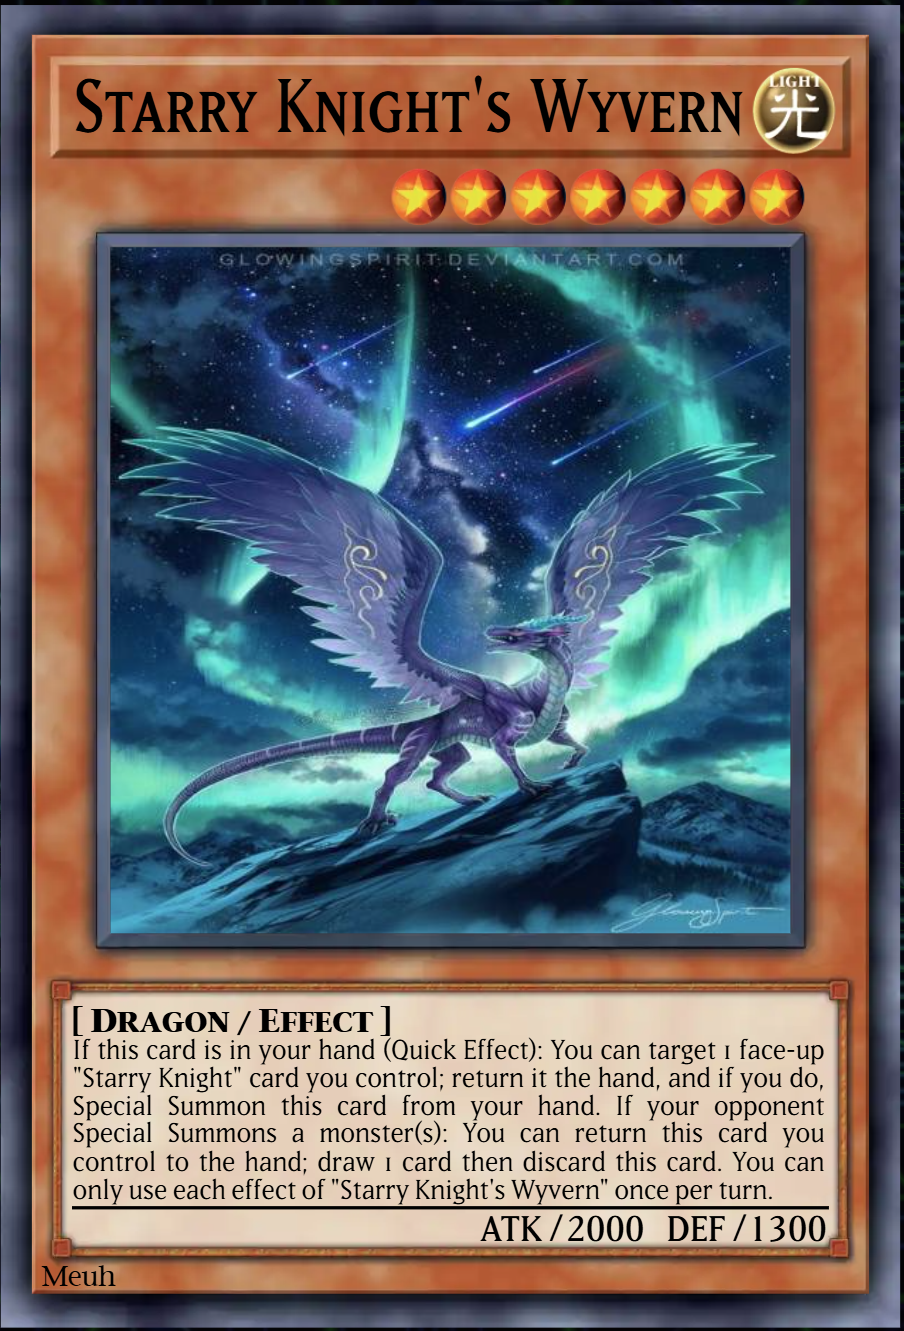 Starry Knight's Wyvern
LIGHT
光
GLOWINGSPIRIT.DEVIANTART.COM
GlowingSpirit
[ Dragon / Effect ]
If this card is in your hand (Quick Effect): You can target 1 face-up
"Starry Knight" card you control; return it the hand, and if you do,
Special Summon this card from your hand. If your opponent
Special Summons a monster(s): You can return this card you
control to the hand; draw 1 card then discard this card. You can
only use each effect of "Starry Knight's Wyvern" once per turn.
ATK / 2000 DEF / 1300
Meuh